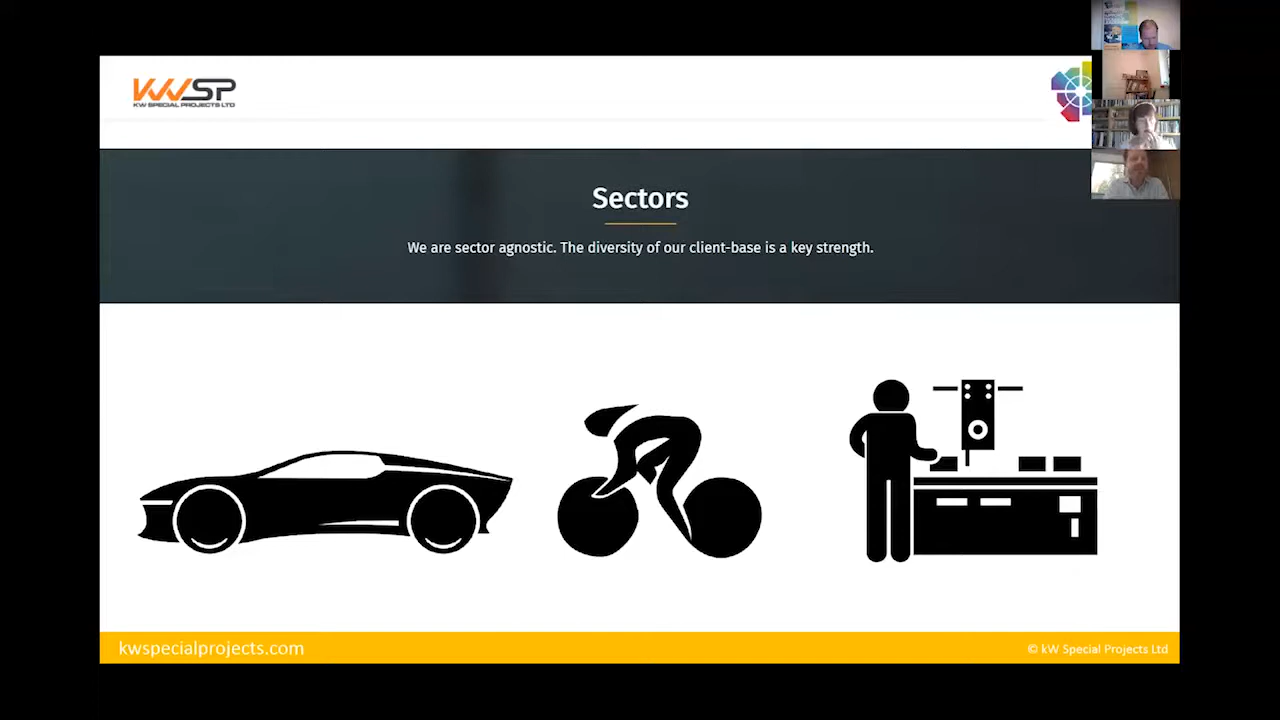 KWSP
KW SPECIAL PROJECTS LTD
Sectors
We are sector agnostic. The diversity of our client-base is a key strength.
kwspecialprojects.com
© kW Special Projects Ltd